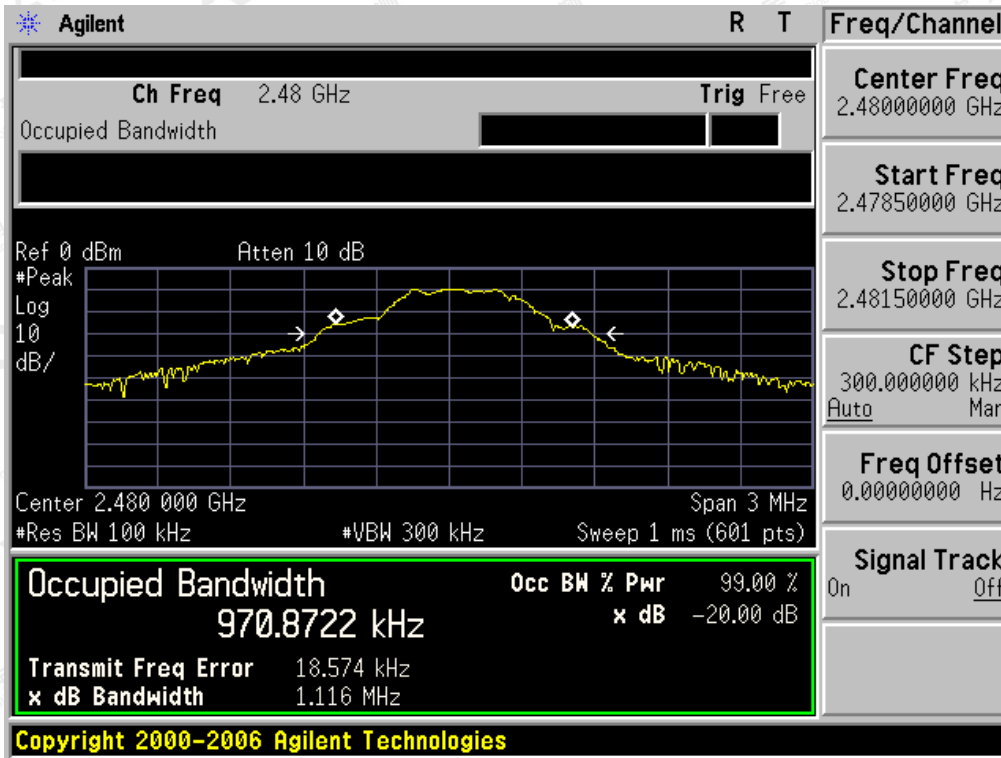 Agilent R T
Ch Freq 2.48 GHz Trig Free
Occupied Bandwidth
Ref 0 dBm Atten 10 dB
#Peak
Log
10
dB/
Center 2.480 000 GHz Span 3 MHz
#Res BW 100 kHz #VBW 300 kHz Sweep 1 ms (601 pts)
Occupied Bandwidth
970.8722 kHz
Occ BW % Pwr 99.00 %
x dB -20.00 dB
Transmit Freq Error 18.574 kHz
x dB Bandwidth 1.116 MHz
Copyright 2000-2006 Agilent Technologies
Freq/Channel
Center Freq
2.48000000 GHz
Start Freq
2.47850000 GHz
Stop Freq
2.48150000 GHz
CF Step
300.000000 kHz
Auto Man
Freq Offset
0.00000000 Hz
Signal Track
On Off